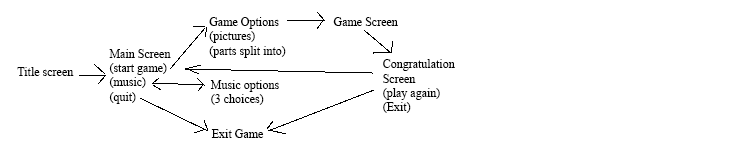 Title screen
Main Screen
(start game)
(music)
(quit)
Game Options
(pictures)
(parts split into)
Game Screen
Congratulation
Screen
(play again)
(Exit)
Music options
(3 choices)
Exit Game